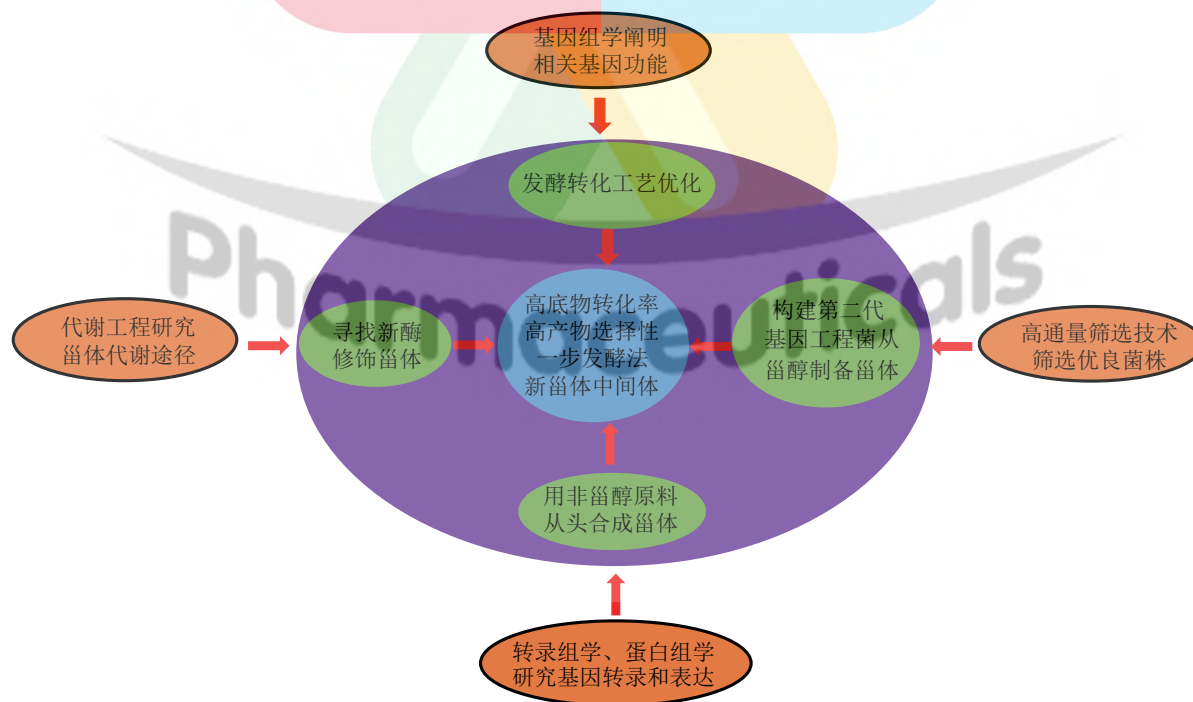 基因组学阐明
相关基因功能
发酵转化工艺优化
Pharmaceuticals
代谢工程研究
甾体代谢途径
寻找新酶
修饰甾体
高底物转化率
高产物选择性
一步发酵法
新甾体中间体
构建第二代
基因工程菌从
甾醇制备甾体
高通量筛选技术
筛选优良菌株
用非甾醇原料
从头合成甾体
转录组学、蛋白组学
研究基因转录和表达